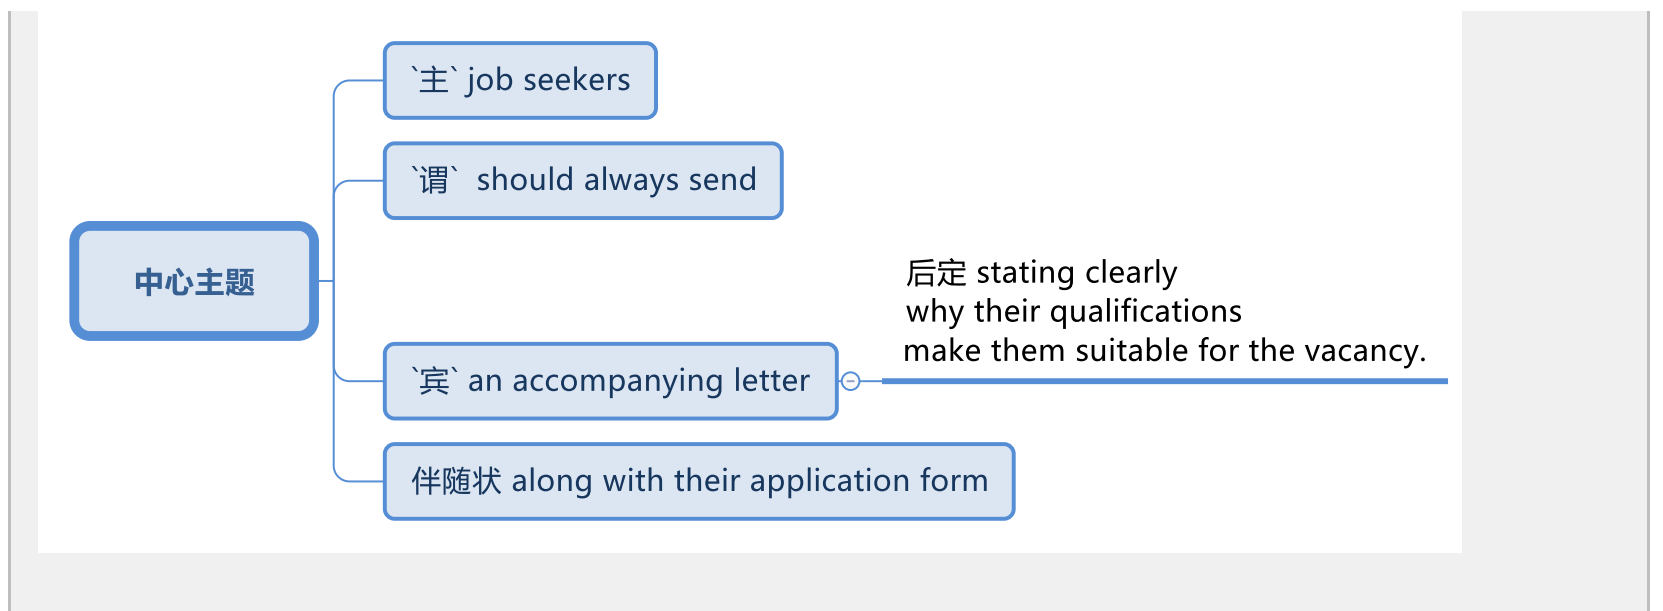 `主` job seekers
`谓`  should always send
中心主题
后定 stating clearly
why their qualifications
make them suitable for the vacancy.
`宾` an accompanying letter
伴随状 along with their application form